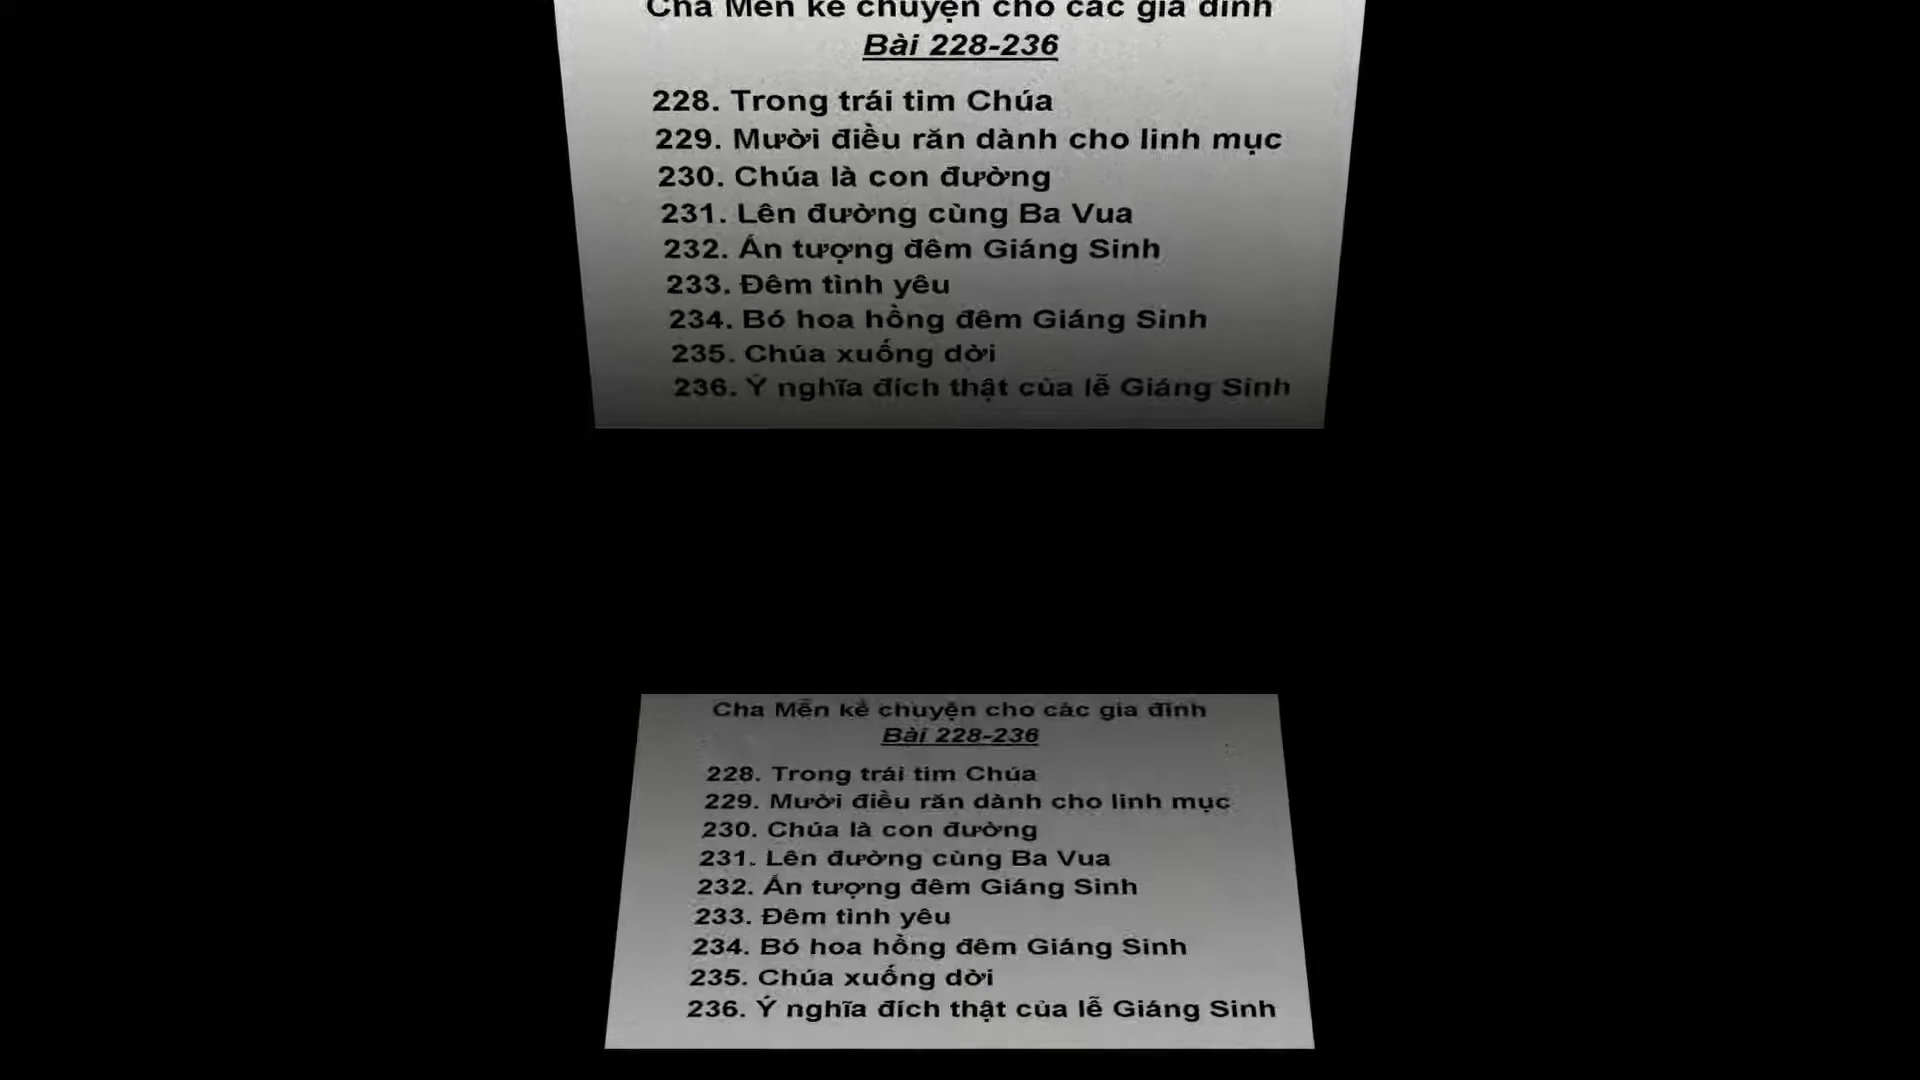 Cha Mễn kể chuyện cho các gia đình
Bài 228-236
228. Trong trái tim Chúa
229. Mười điều răn dành cho linh mục
230. Chúa là con đường
231. Lên đường cùng Ba Vua
232. Ấn tượng đêm Giáng Sinh
233. Đêm tình yêu
234. Bó hoa hồng đêm Giáng Sinh
235. Chúa xuống dời
236. Ý nghĩa đích thật của lễ Giáng Sinh
Cha Mễn kể chuyện cho các gia đình
Bài 228-236
228. Trong trái tim Chúa
229. Mười điều răn dành cho linh mục
230. Chúa là con đường
231. Lên đường cùng Ba Vua
232. Ấn tượng đêm Giáng Sinh
233. Đêm tình yêu
234. Bó hoa hồng đêm Giáng Sinh
235. Chúa xuống dời
236. Ý nghĩa đích thật của lễ Giáng Sinh